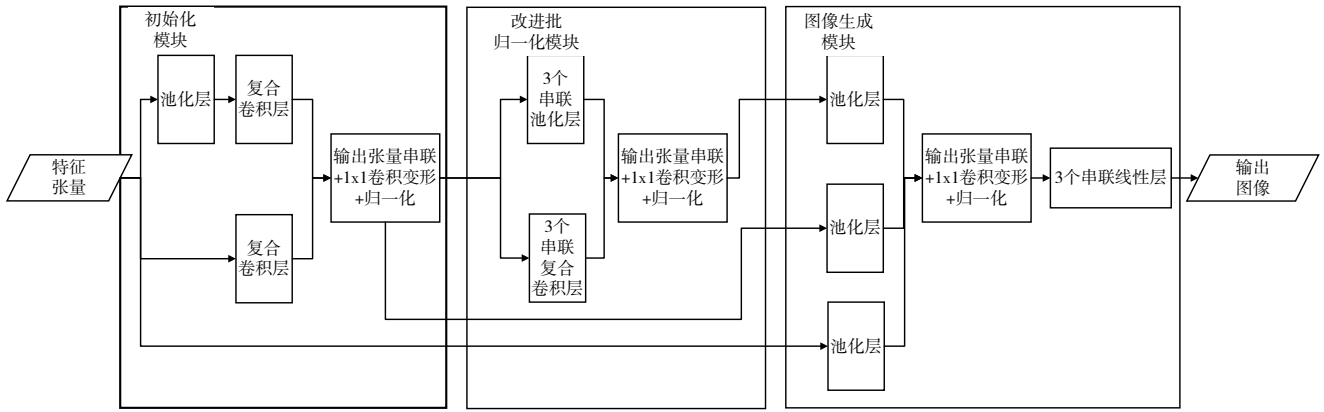 特征
张量
初始化
模块
池化层
复合
卷积层
复合
卷积层
输出张量串联
+1x1卷积变形
+归一化
改进批
归一化模块
3个
串联
池化层
3个
串联
复合
卷积层
输出张量串联
+1x1卷积变形
+归一化
图像生成
模块
池化层
池化层
池化层
输出张量串联
+1x1卷积变形
+归一化
3个串联线性层
输出
图像